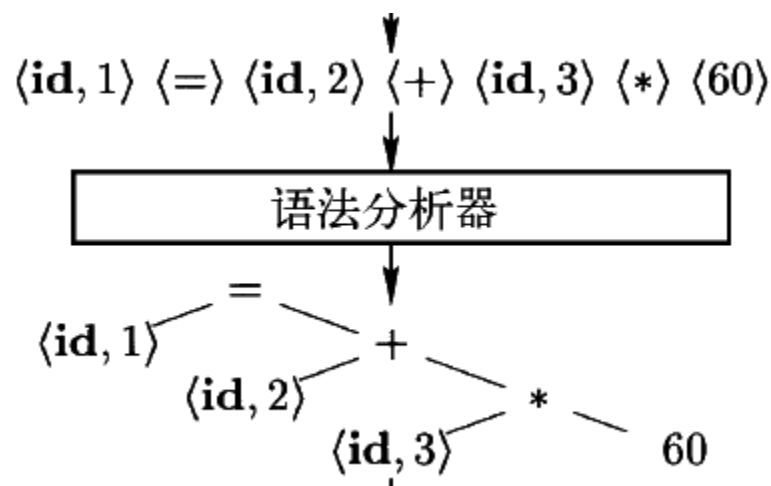 ⟨id, 1⟩ ⟨=⟩ ⟨id, 2⟩ ⟨+⟩ ⟨id, 3⟩ ⟨*⟩ ⟨60⟩
语法分析器
=
⟨id, 1⟩ +
⟨id, 2⟩ *
⟨id, 3⟩ 60